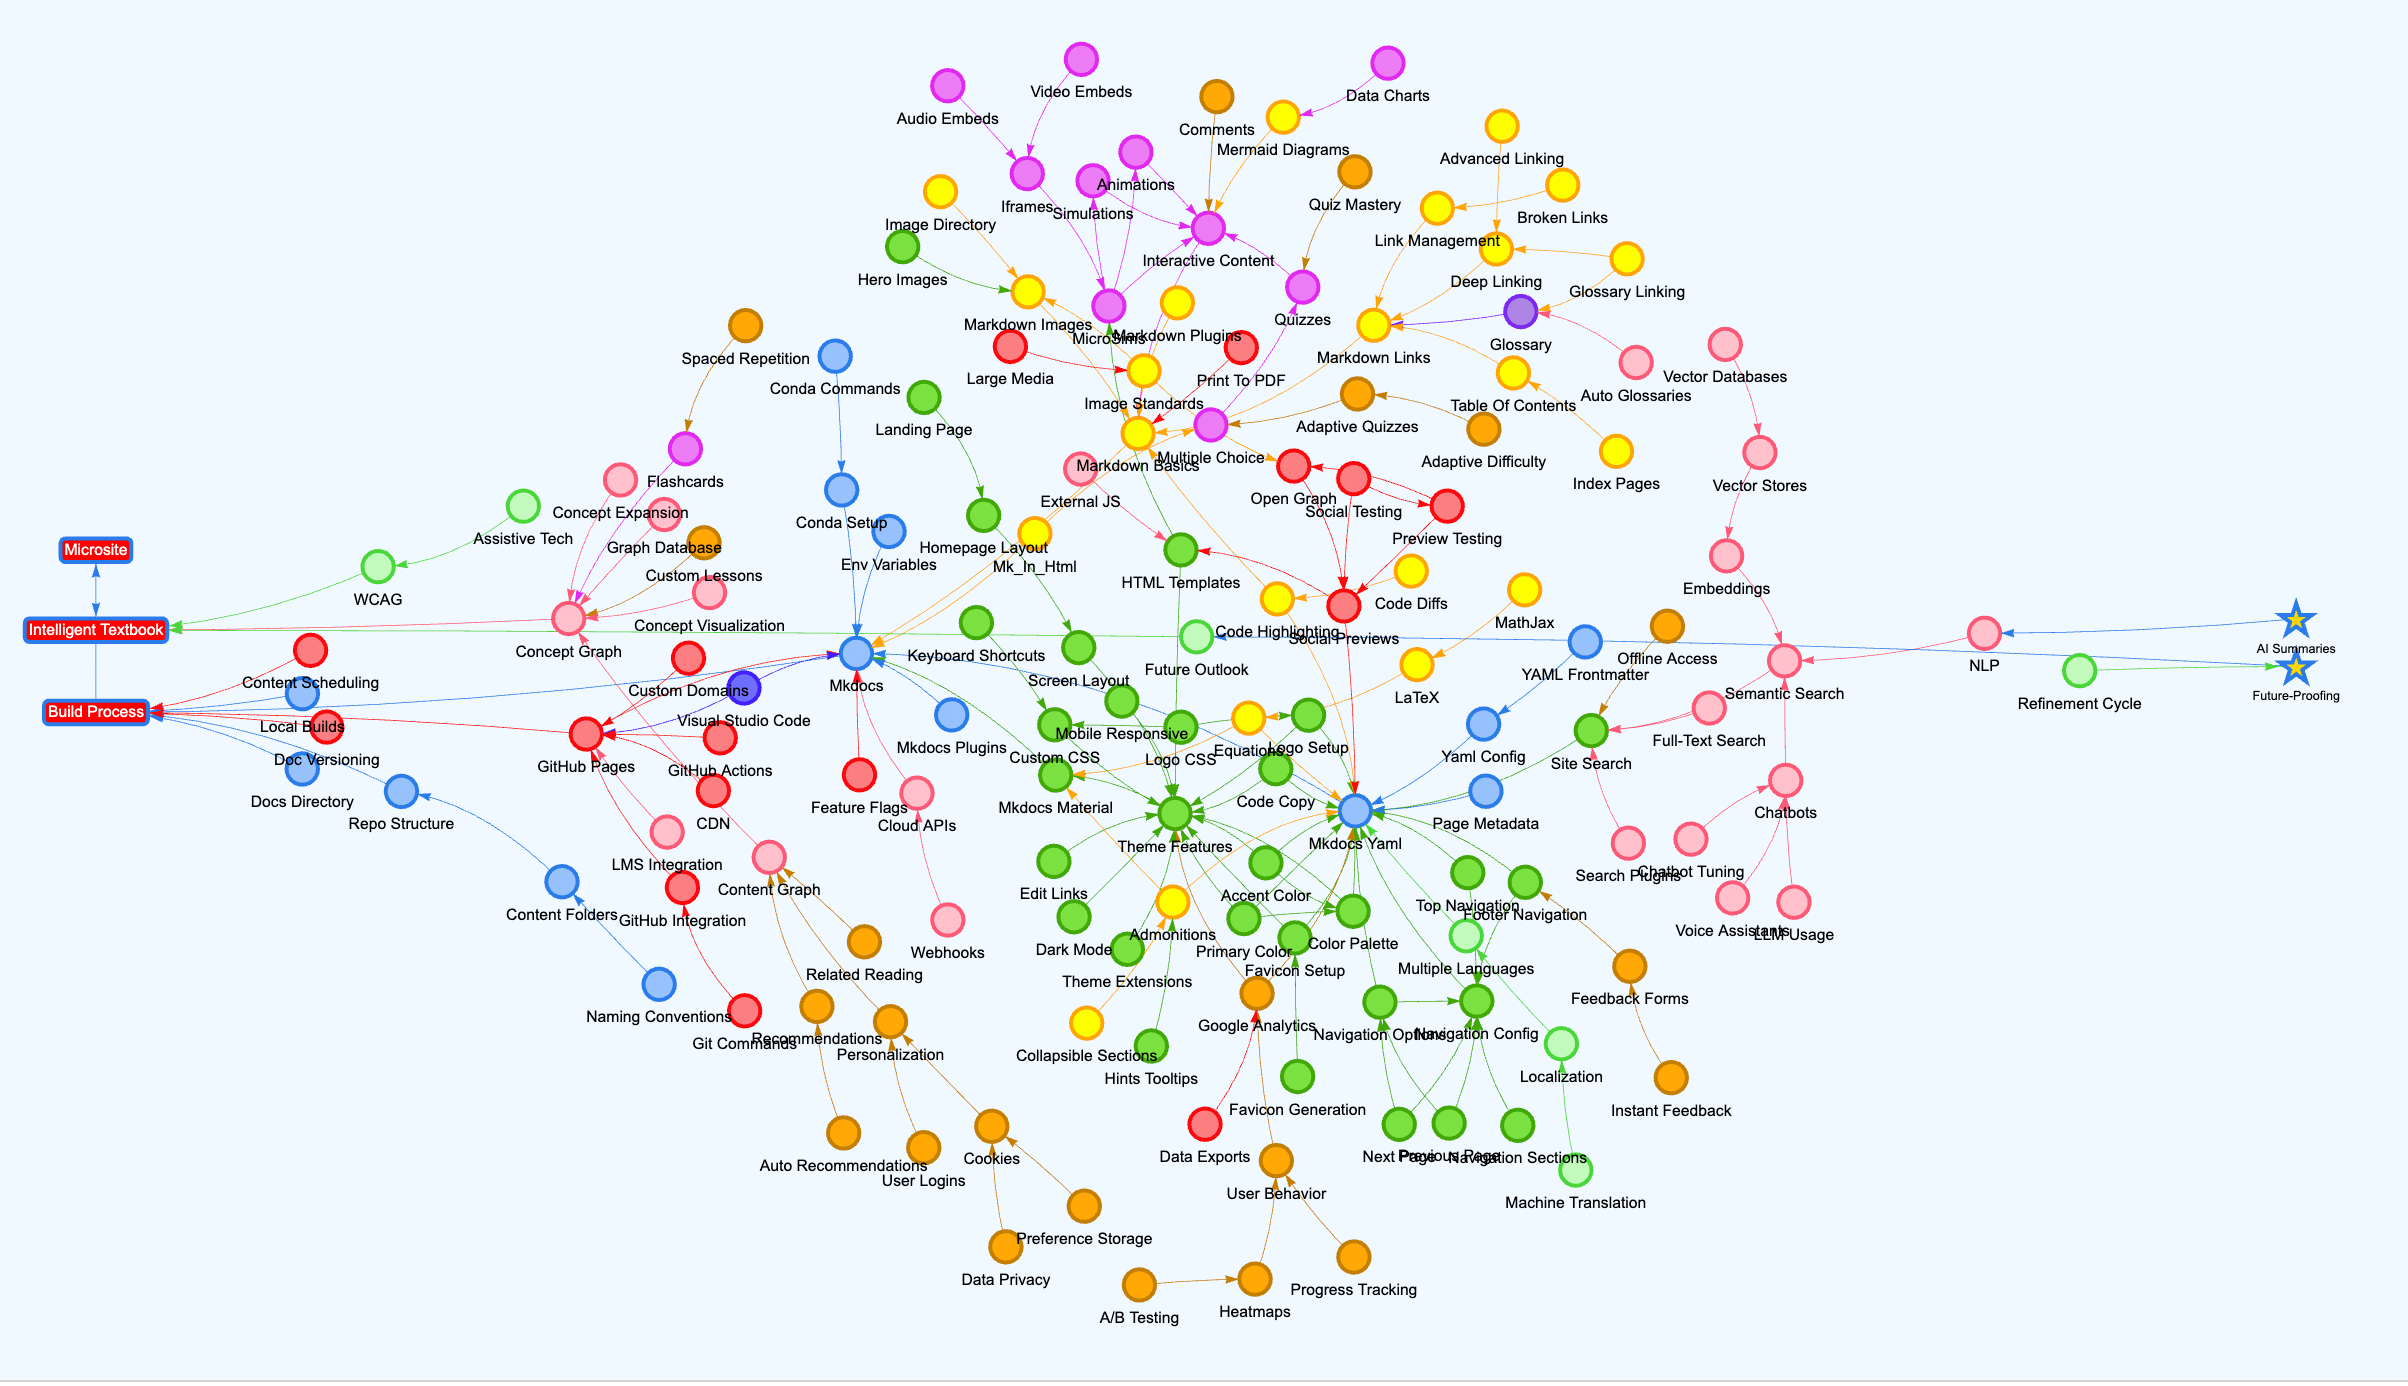 Video Embeds
Data Charts
Audio Embeds
Comments
Mermaid Diagrams
Advanced Linking
Animations
Simulations
Iframes
Quiz Mastery
Broken Links
Image Directory
Link Management
Interactive Content
Hero Images
Deep Linking
Glossary Linking
Markdown Images
MicroSims
Markdown Plugins
Quizzes
Glossary
Markdown Links
Spaced Repetition
Conda Commands
Large Media
Print To PDF
Vector Databases
Auto Glossaries
Image Standards
Table Of Contents
Landing Page
Adaptive Quizzes
Multiple Choice
Markdown Basics
Adaptive Difficulty
Flashcards
Index Pages
Vector Stores
External JS
Open Graph
Social Testing
Concept Expansion
Conda Setup
Assistive Tech
Preview Testing
Graph Database
Homepage Layout
Microsite
Env Variables
Mk_In_Html
Custom Lessons
HTML Templates
Embeddings
WCAG
Code Diffs
Concept Visualization
MathJax
Intelligent Textbook
Code Highlighting
Social Previews
Concept Graph
Keyboard Shortcuts
Future Outlook
AI Summaries
Offline Access
NLP
YAML Frontmatter
Content Scheduling
Screen Layout
Mkdocs
Custom Domains
Semantic Search
LaTeX
Future-Proofing
Refinement Cycle
Build Process
Local Builds
Visual Studio Code
Mobile Responsive
Mkdocs Plugins
Full-Text Search
Equations
Logo Setup
Doc Versioning
Custom CSS
Logo CSS
Yaml Config
GitHub Pages
GitHub Actions
Site Search
Docs Directory
Code Copy
Feature Flags
Mkdocs Material
Chatbots
Repo Structure
CDN
Cloud APIs
Page Metadata
Theme Features
Mkdocs Yaml
LMS Integration
Chatbot Tuning
Search Plugins
Content Graph
Edit Links
Accent Color
Top Navigation
Content Folders
GitHub Integration
Footer Navigation
Admonitions
Voice Assistants
LLM Usage
Webhooks
Dark Mode
Primary Color
Color Palette
Related Reading
Favicon Setup
Multiple Languages
Theme Extensions
Feedback Forms
Naming Conventions
Google Analytics
Git Commands
Recommendations
Navigation Options
Navigation Config
Personalization
Collapsible Sections
Hints Tooltips
Localization
Favicon Generation
Instant Feedback
Data Exports
Next Page
Previous Page
Navigation Sections
Cookies
Auto Recommendations
User Logins
User Behavior
Machine Translation
Preference Storage
Data Privacy
Progress Tracking
Heatmaps
A/B Testing